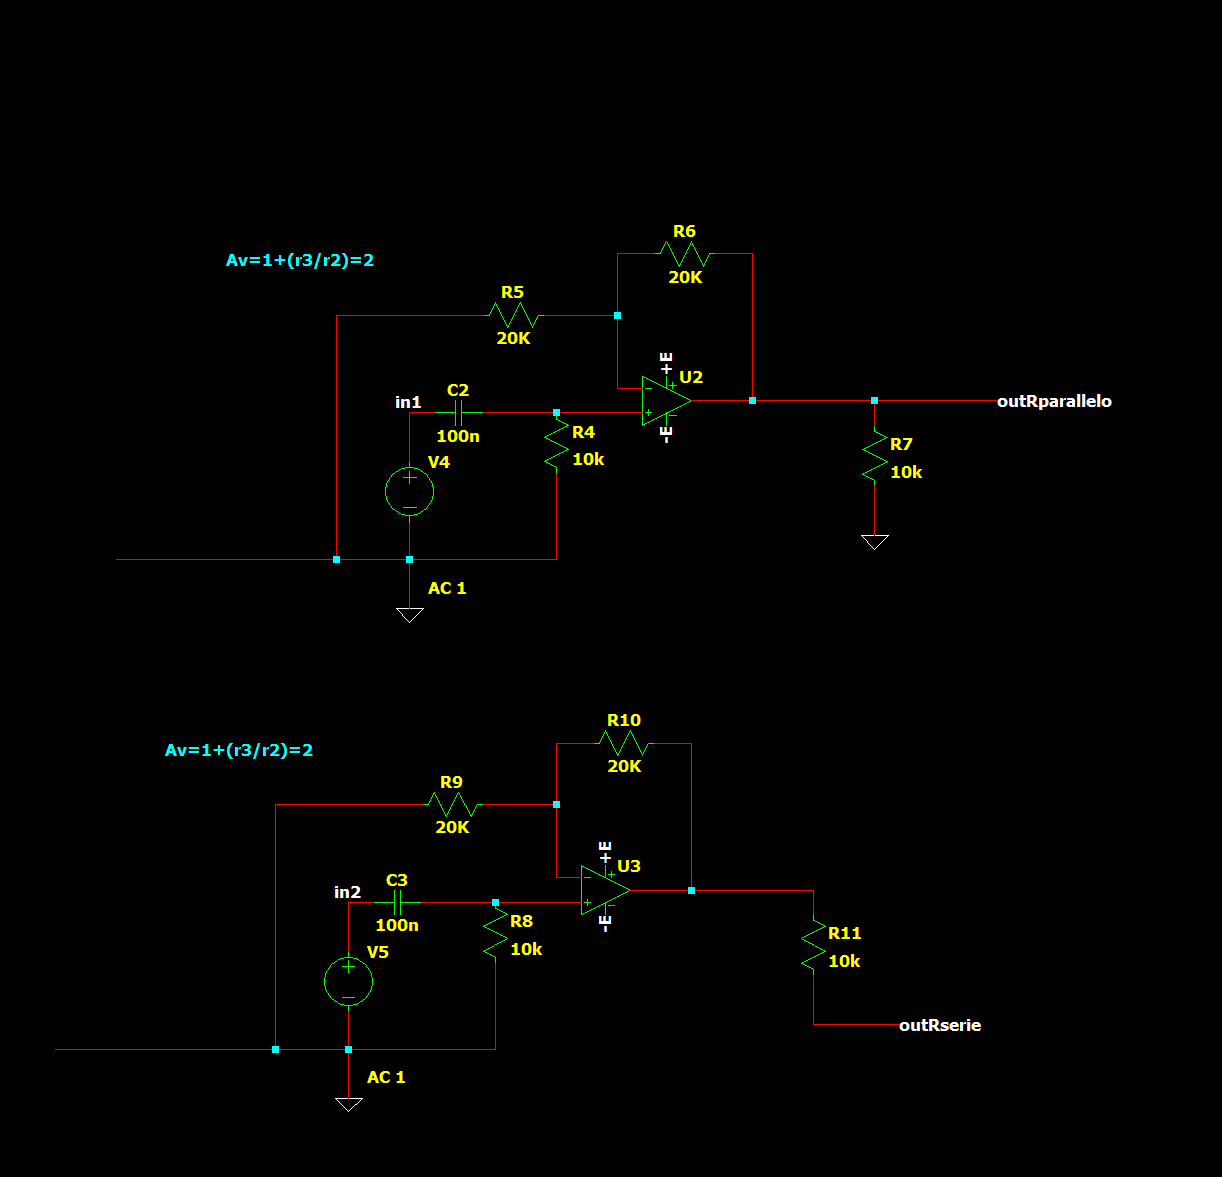 R6
Av=1+(r3/r2)=2
20K
R5
20K
+E
U2
C2
in1
outRparallelo
100n
R4
-E
R7
10k
V4
10k
AC 1
R10
Av=1+(r3/r2)=2
20K
R9
20K
+E
U3
C3
in2
100n
R8
-E
R11
10k
V5
10k
outRserie
AC 1